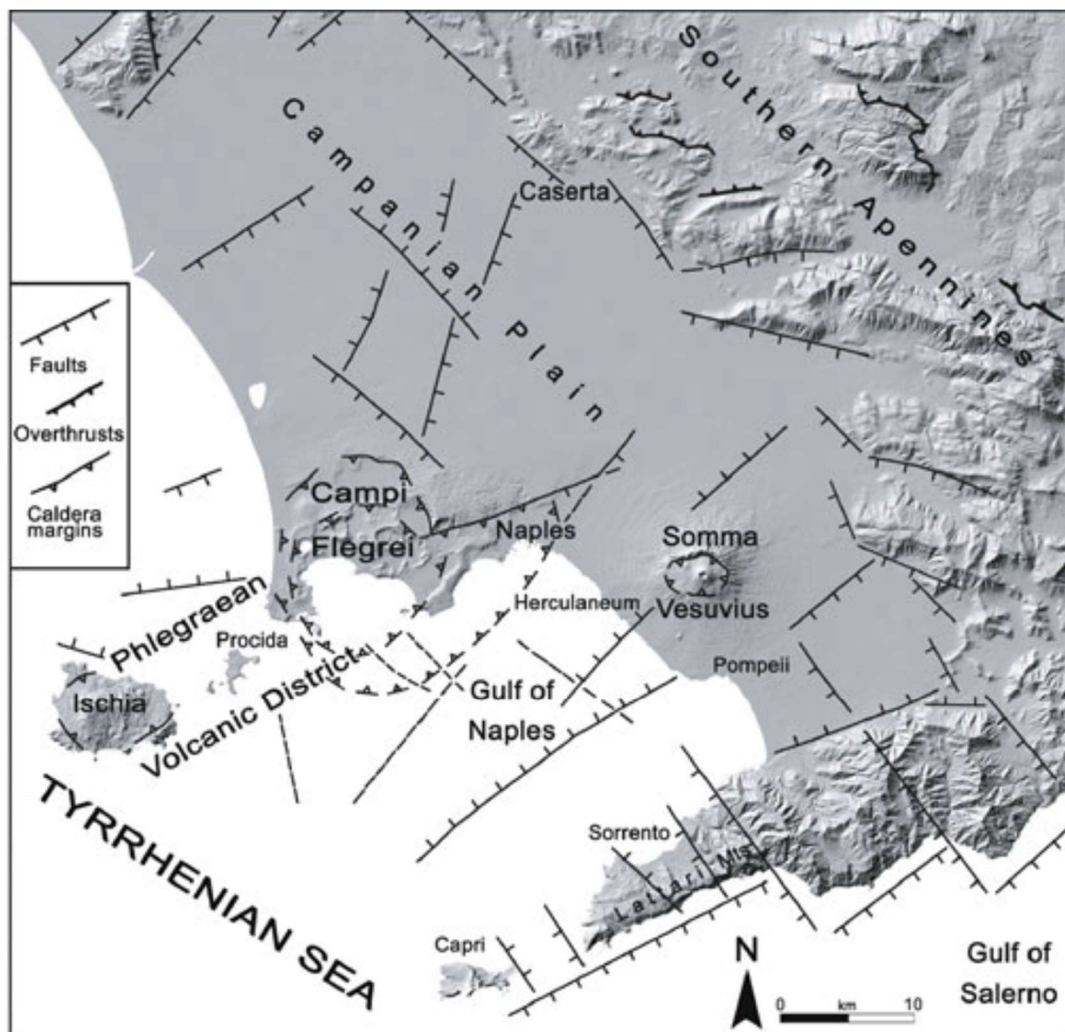 Southern Apennines
Campanian Plain
Caserta
Faults
Overthrusts
Caldera
margins
Campi
Flegrei
Naples
Somma
Vesuvius
Herculaneum
Phlegraean
Volcanic District
Procida
Pompeii
Ischia
Gulf of
Naples
TYRRHENIAN SEA
Sorrento
Lattari Mts.
Capri
N
0 km 10
Gulf of
Salerno